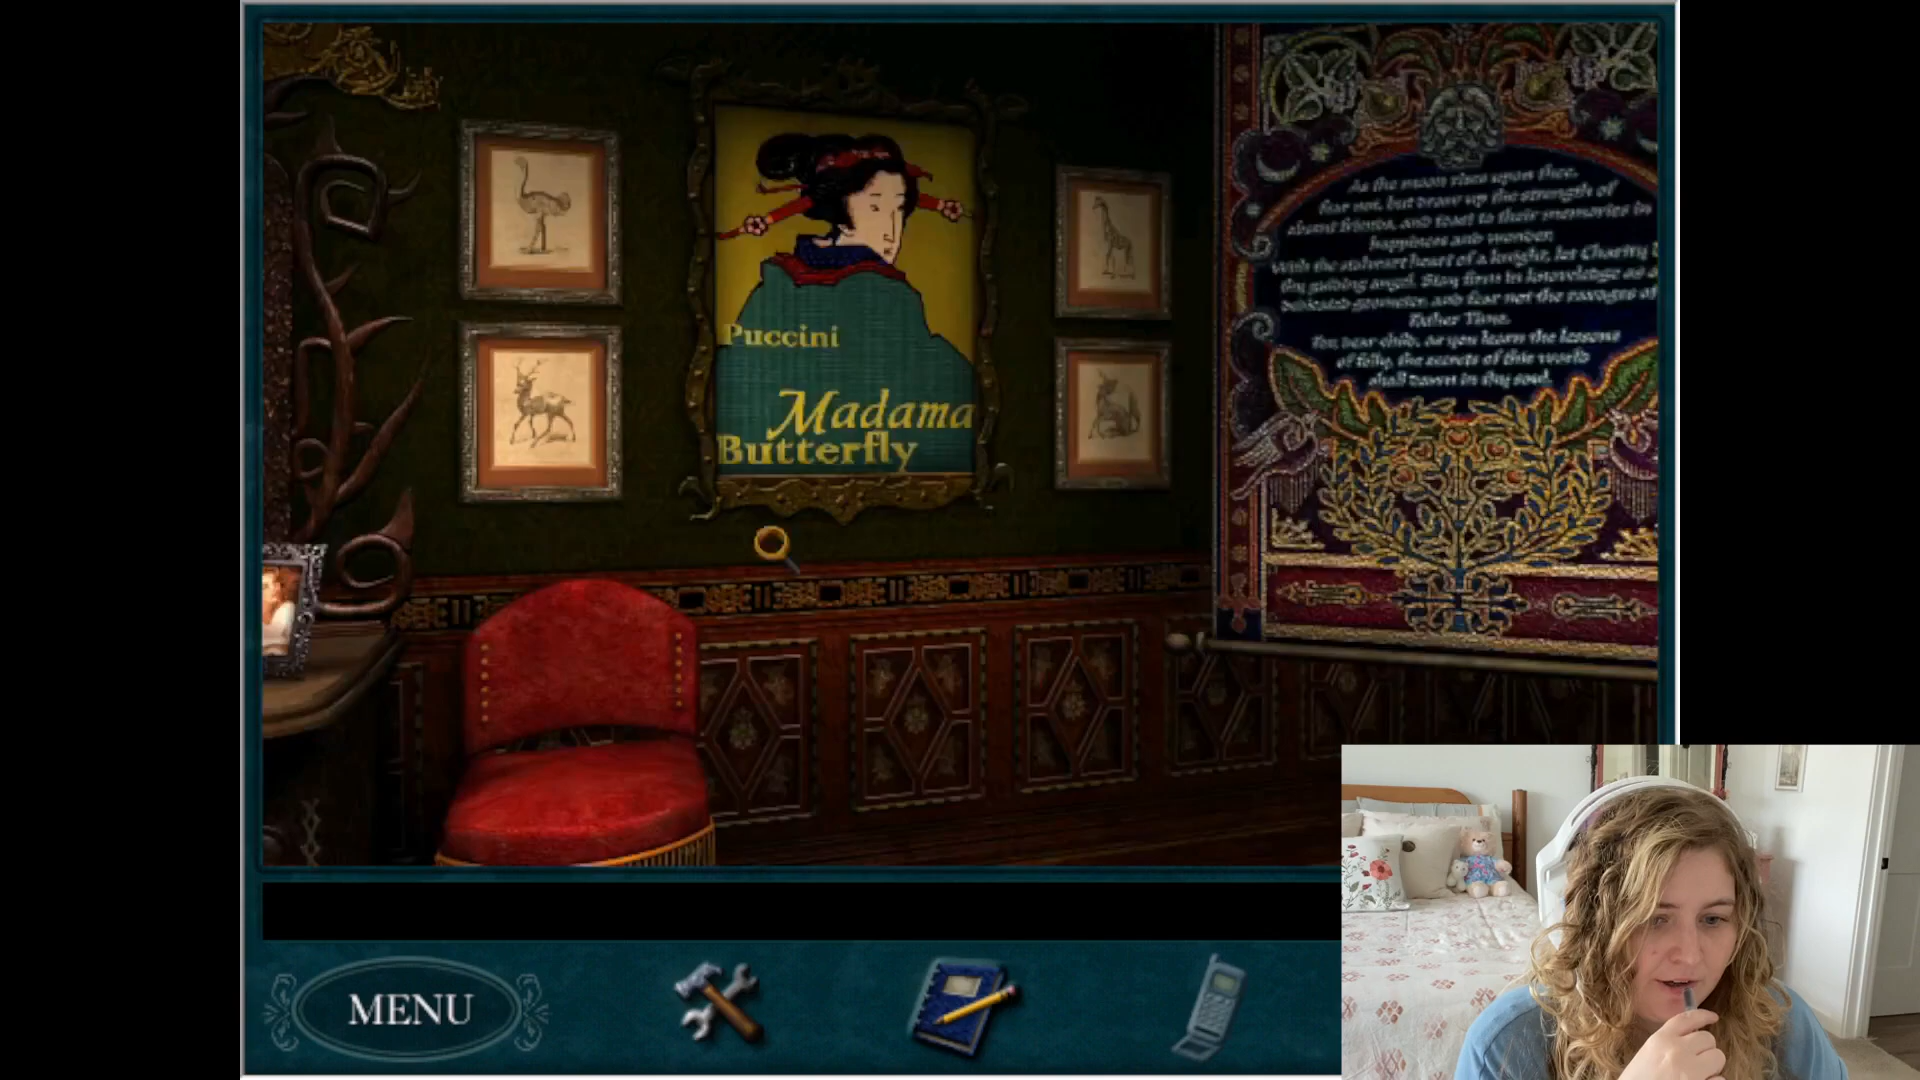 Puccini
Madama
Butterfly
As the moon rises upon thee,
fear not, but draw up the strength of
absent friends, and toast to their memories in
happiness and wonder.
With the stalwart heart of a knight, let Charity
thy guiding angel. Stay firm in knowledge as a
dedicated geometer and fear not the ravages of
Father Time.
For, dear child, as you learn the lessons
of folly, the secrets of this world
shall dawn in thy soul.
MENU